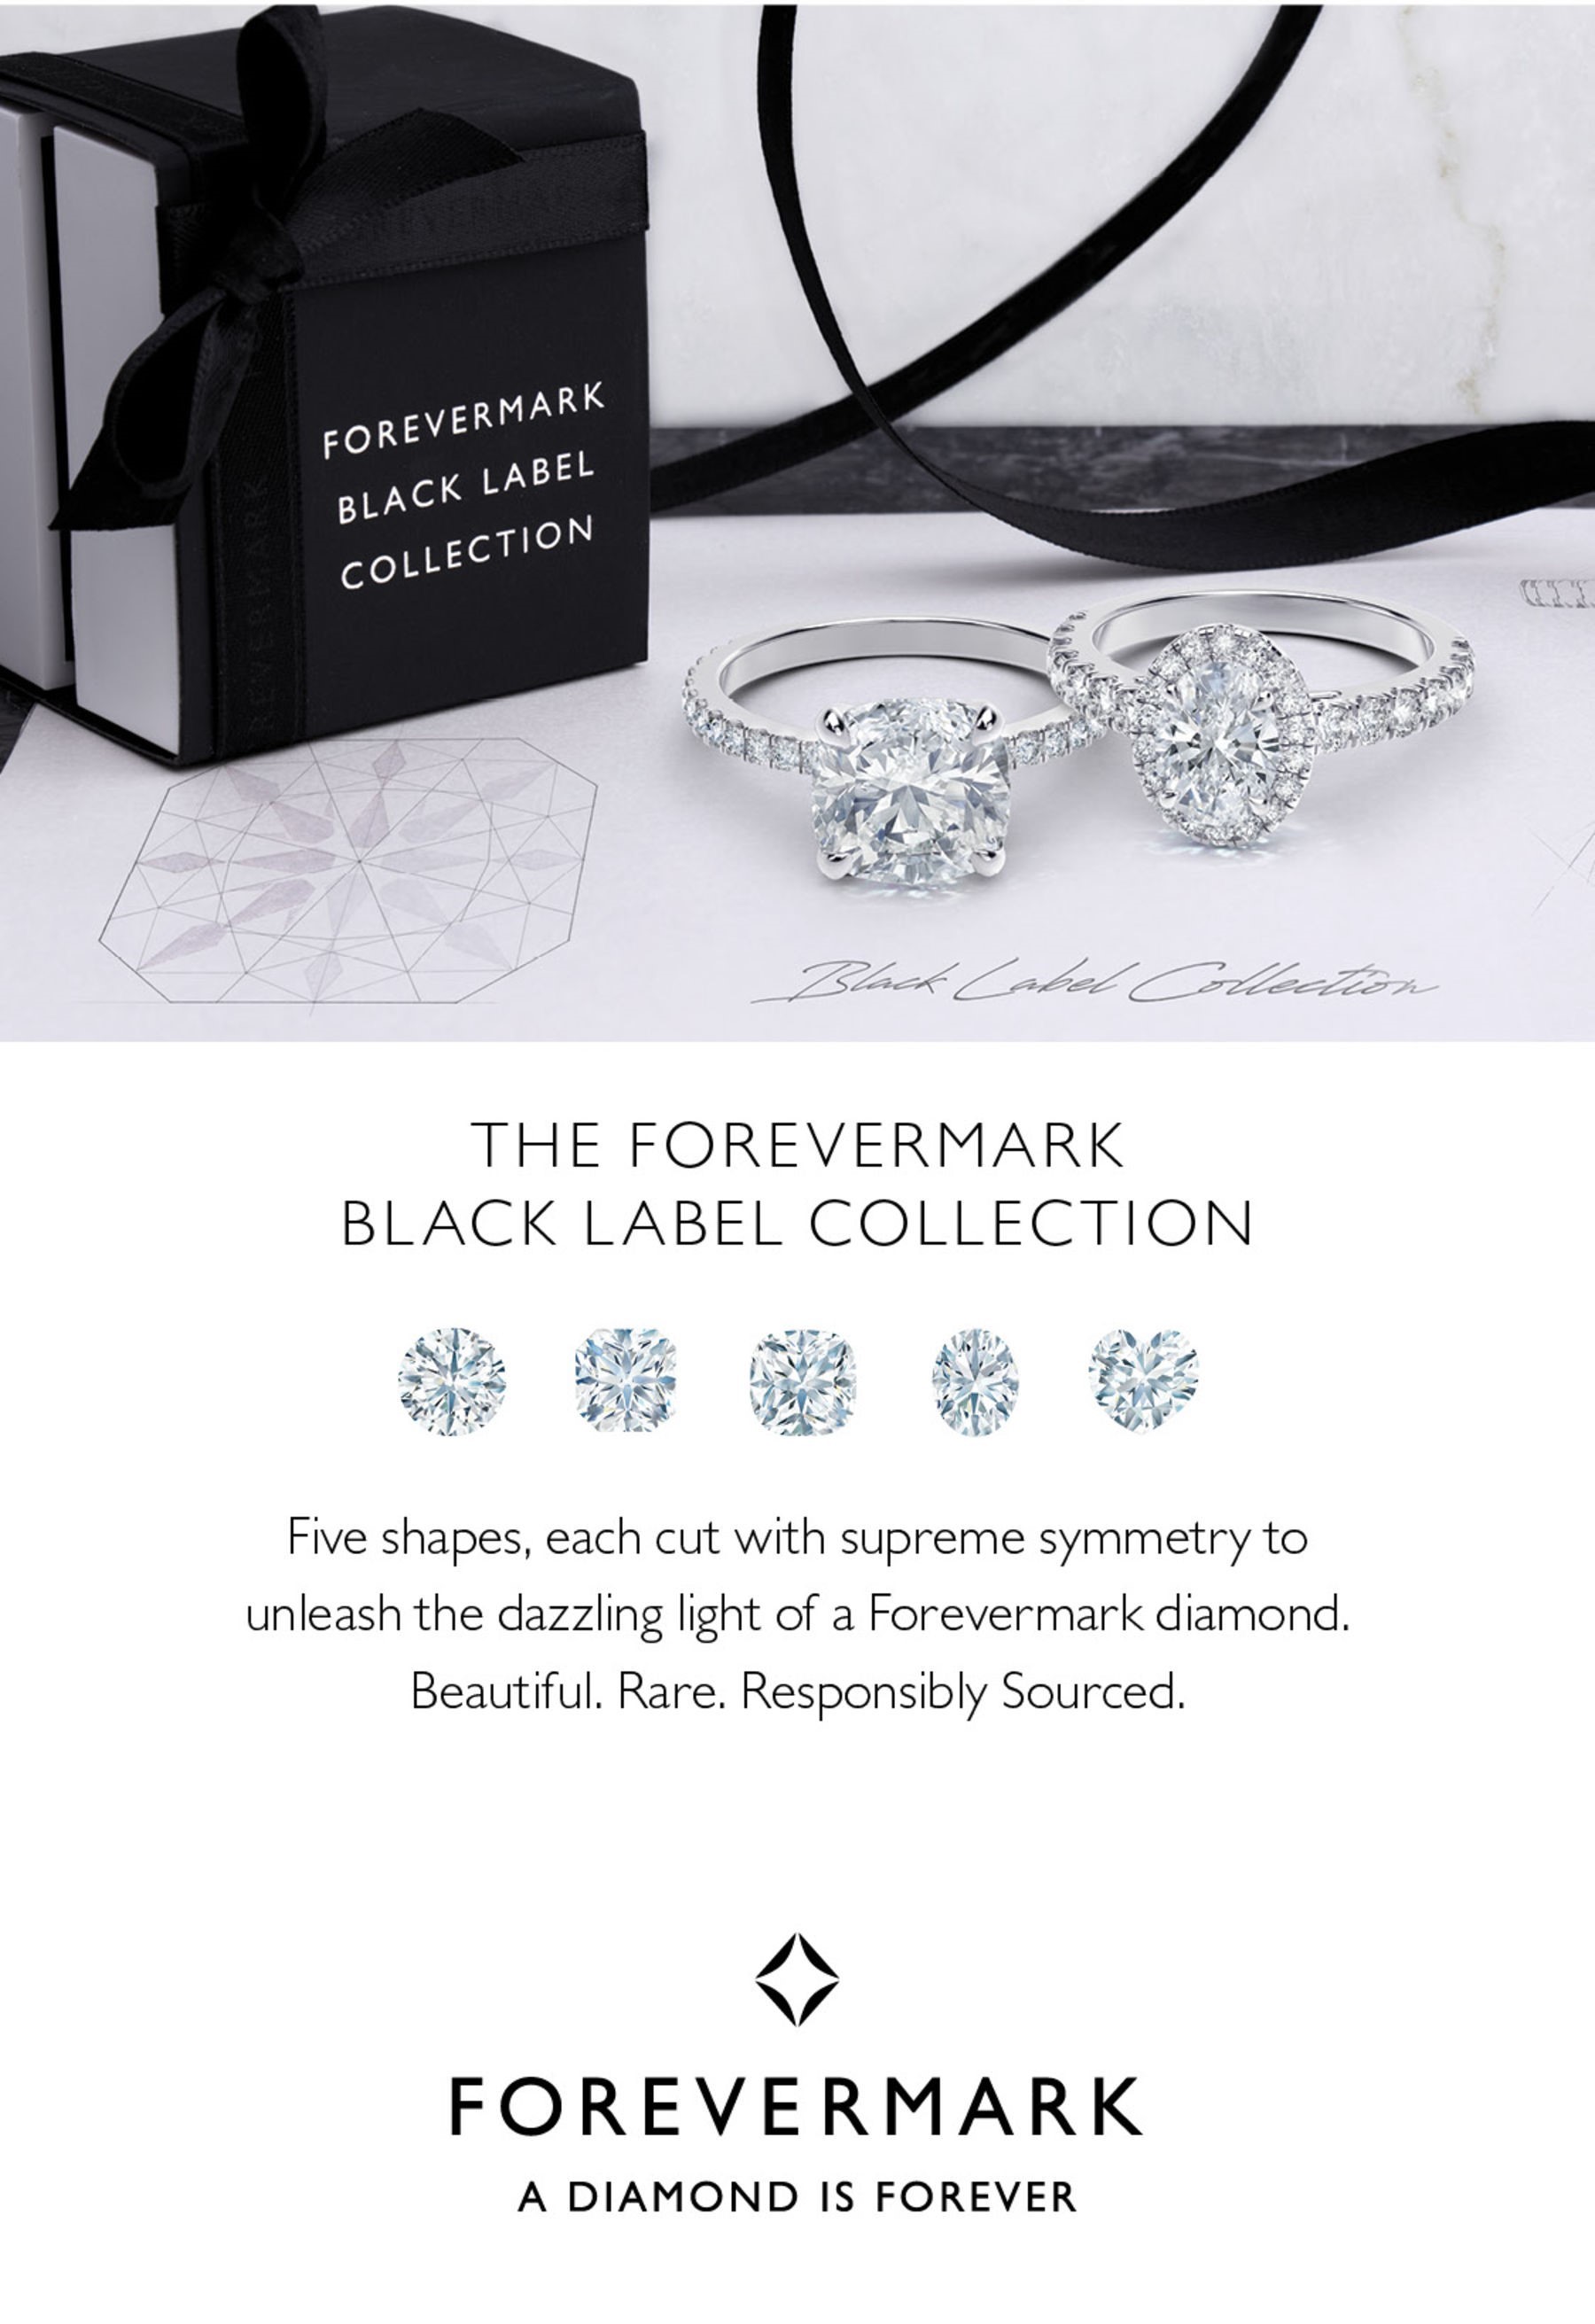 FOREVERMARK
BLACK LABEL
COLLECTION
Black Label Collection
THE FOREVERMARK
BLACK LABEL COLLECTION
Five shapes, each cut with supreme symmetry to
unleash the dazzling light of a Forevermark diamond.
Beautiful. Rare. Responsibly Sourced.
FOREVERMARK
A DIAMOND IS FOREVER